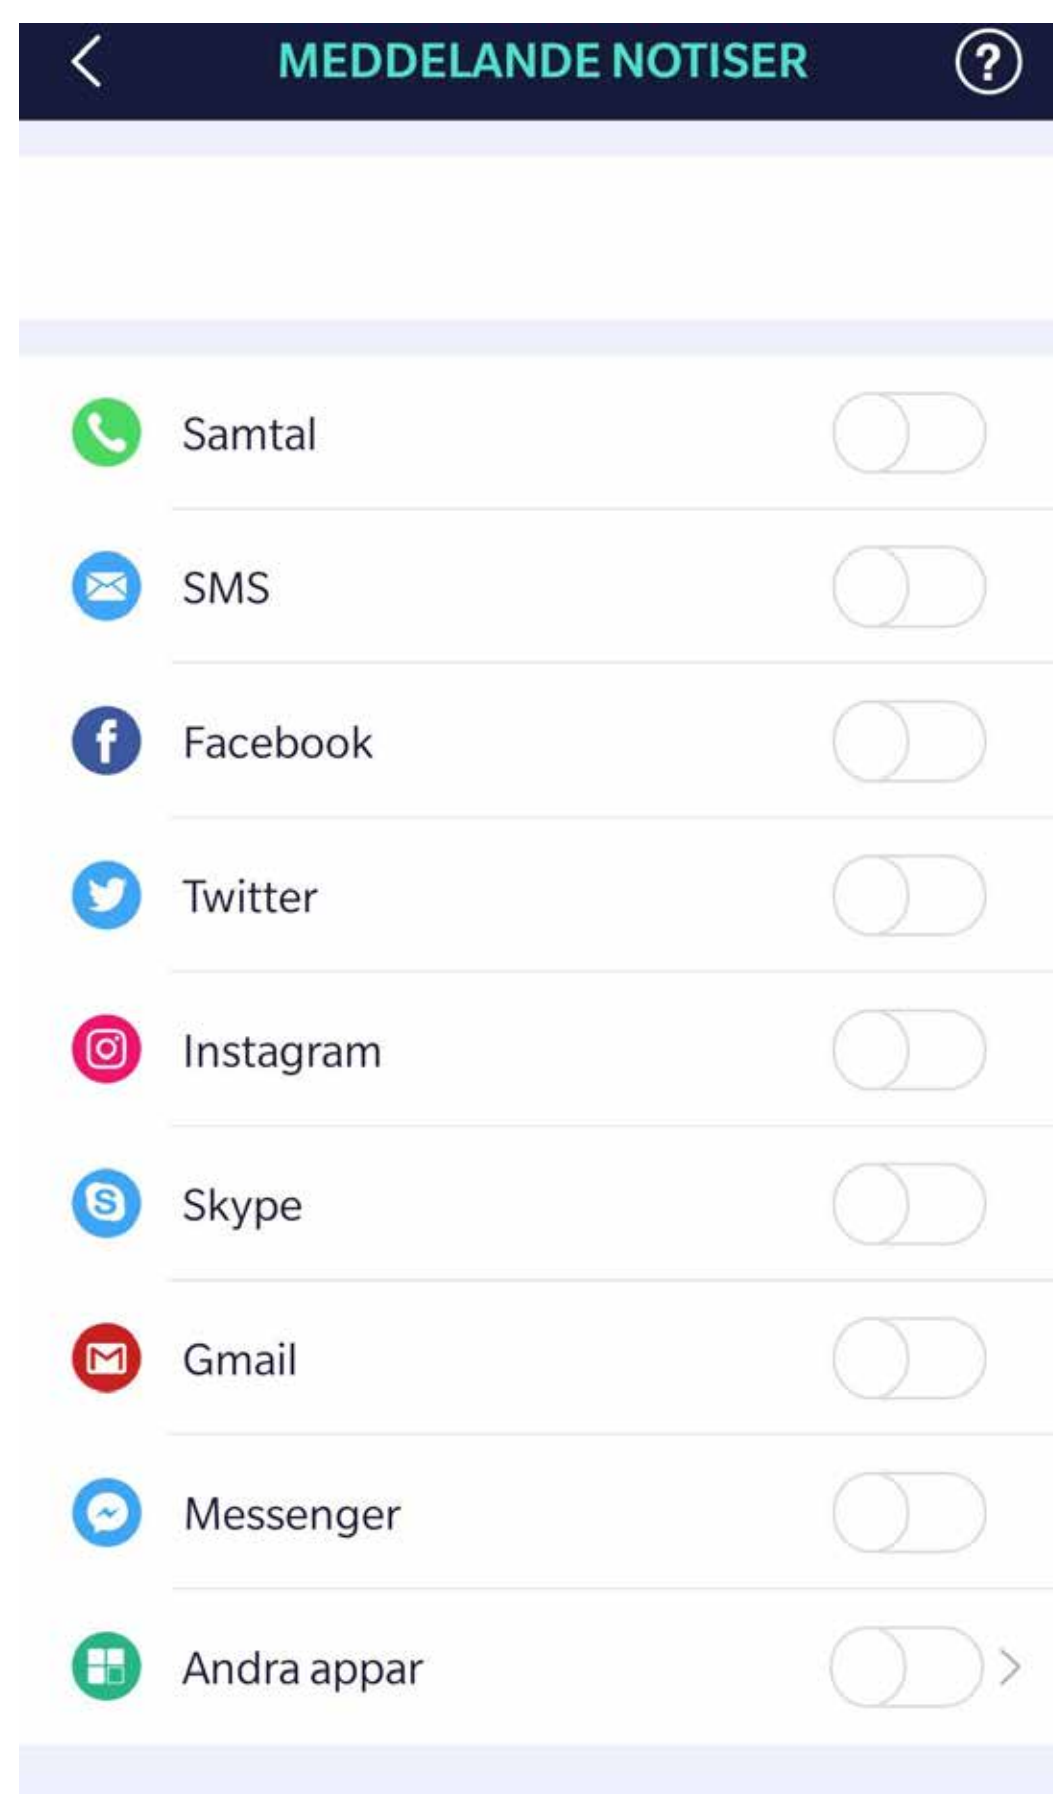 MEDDELANDE NOTISER ?
Samtal
SMS
Facebook
Twitter
Instagram
Skype
Gmail
Messenger
Andra appar